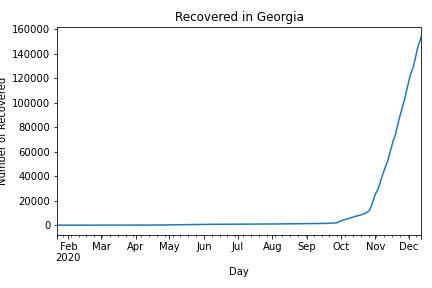 Recovered in Georgia
Number of Recovered
160000
140000
120000
100000
80000
60000
40000
20000
0
Feb Mar Apr May Jun Jul Aug Sep Oct Nov Dec
2020
Day